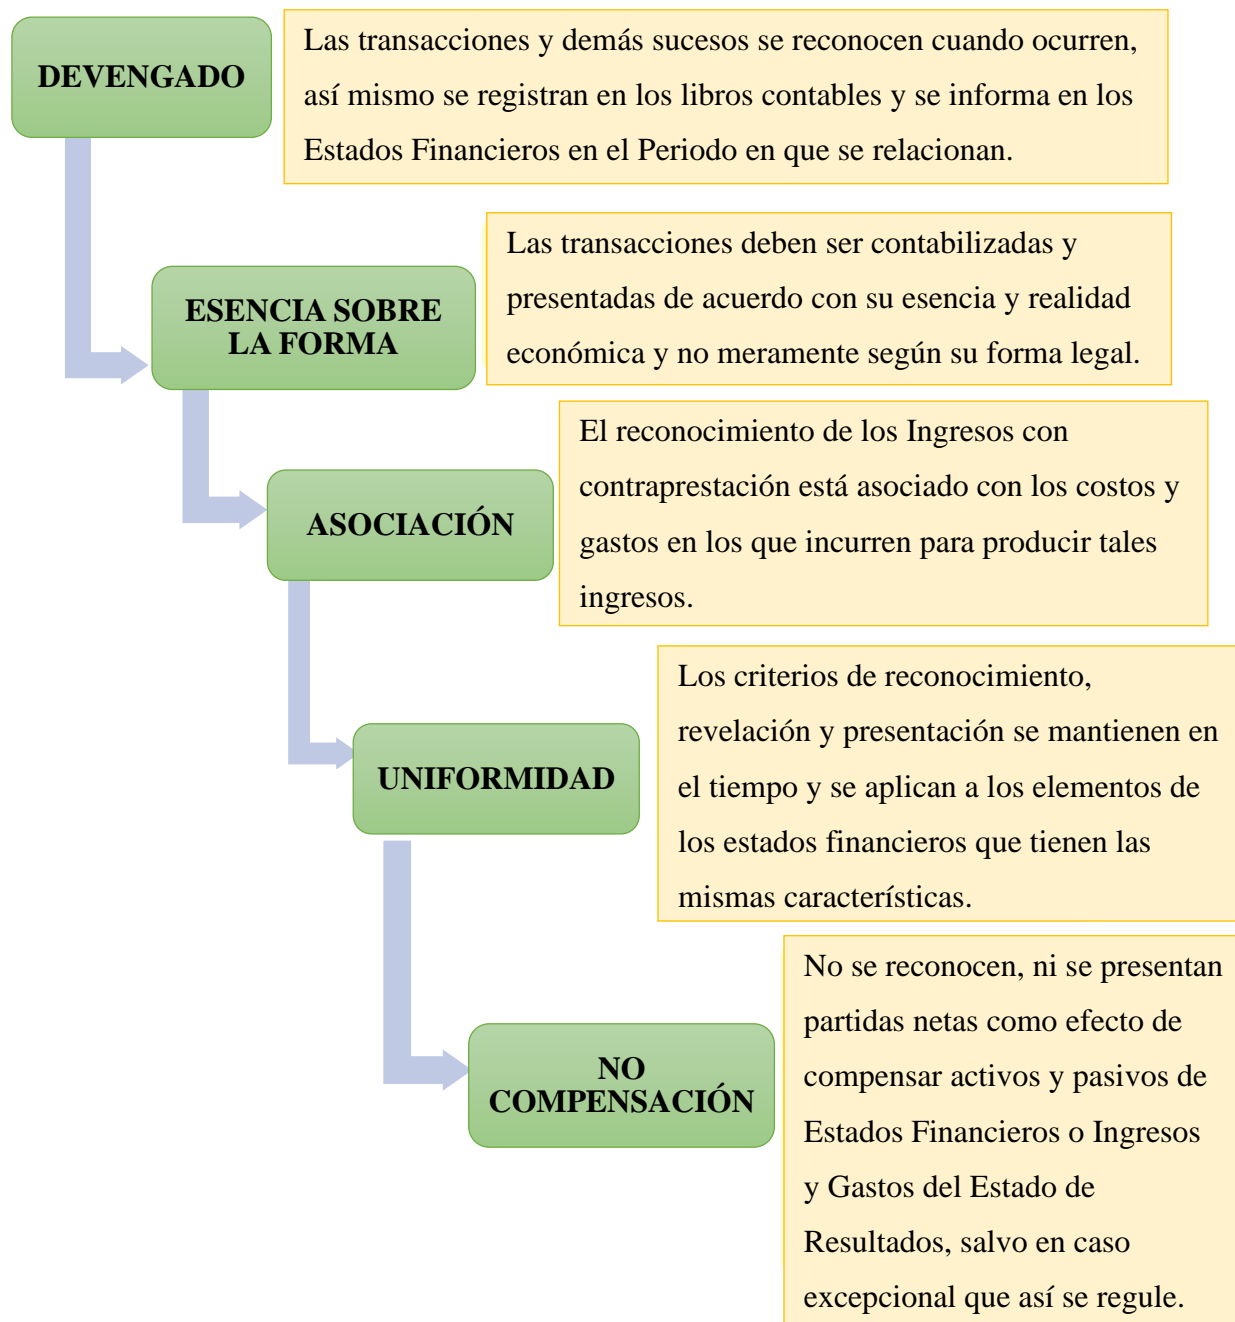 DEVENGADO
Las transacciones y demás sucesos se reconocen cuando ocurren,
así mismo se registran en los libros contables y se informa en los
Estados Financieros en el Periodo en que se relacionan.
ESENCIA SOBRE
LA FORMA
Las transacciones deben ser contabilizadas y
presentadas de acuerdo con su esencia y realidad
económica y no meramente según su forma legal.
ASOCIACIÓN
El reconocimiento de los Ingresos con
contraprestación está asociado con los costos y
gastos en los que incurren para producir tales
ingresos.
UNIFORMIDAD
Los criterios de reconocimiento,
revelación y presentación se mantienen en
el tiempo y se aplican a los elementos de
los estados financieros que tienen las
mismas características.
NO
COMPENSACIÓN
No se reconocen, ni se presentan
partidas netas como efecto de
compensar activos y pasivos de
Estados Financieros o Ingresos
y Gastos del Estado de
Resultados, salvo en caso
excepcional que así se regule.